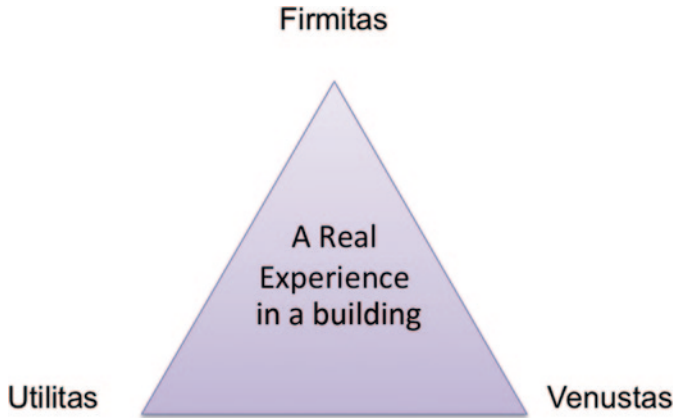 Firmitas
A Real
Experience
in a building
Utilitas
Venustas